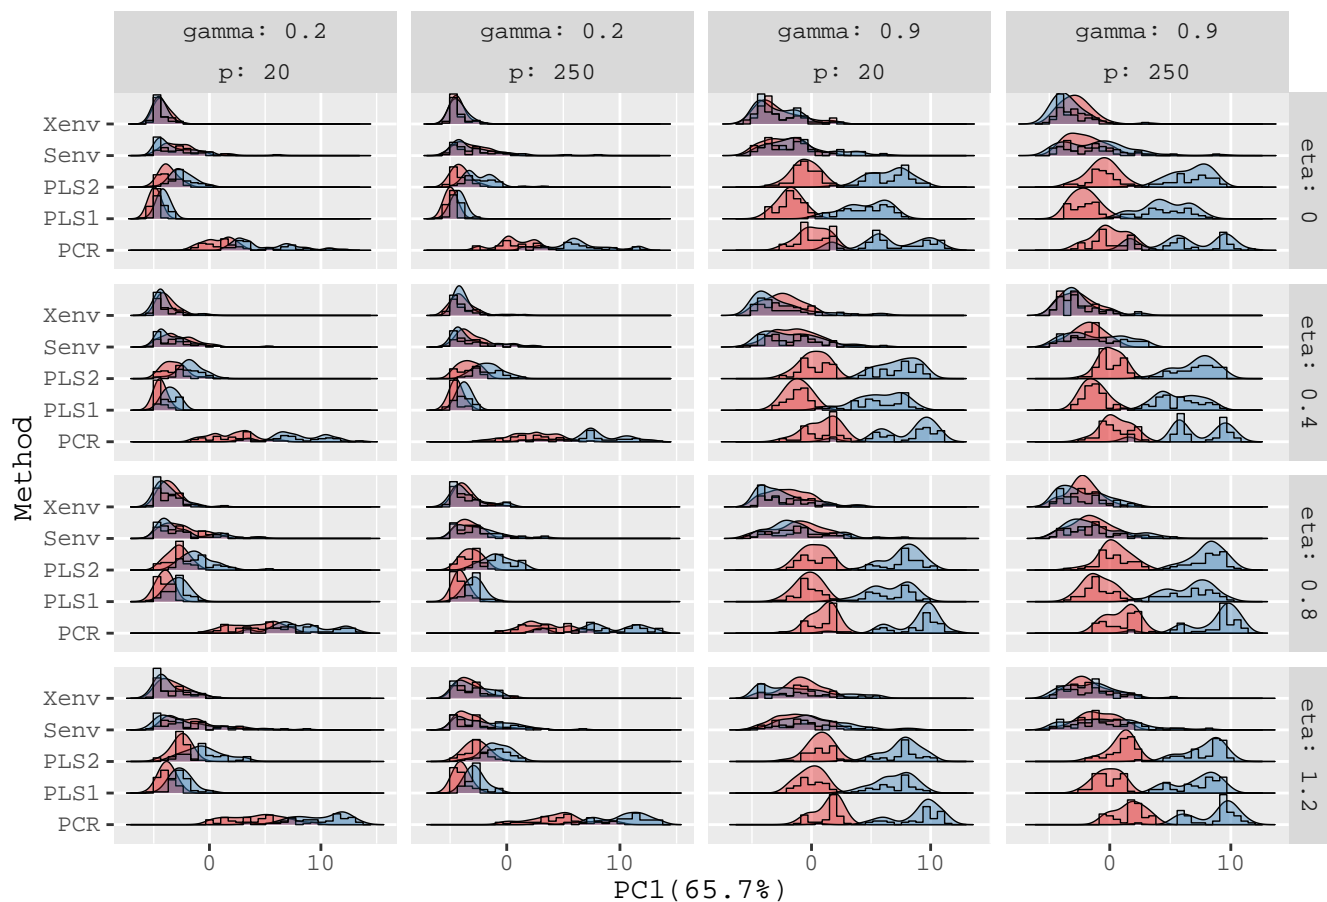 gamma: 0.2
gamma: 0.2
gamma: 0.9
gamma: 0.9
p: 20
p: 250
p: 20
p: 250
Xenv
Senv
PLS2
PLS1
PCR
eta: 0
Xenv
Senv
PLS2
PLS1
PCR
eta: 0.4
Xenv
Senv
PLS2
PLS1
PCR
eta: 0.8
Xenv
Senv
PLS2
PLS1
PCR
eta: 1.2
Method
0 10
0 10
0 10
0 10
PC1(65.7%)